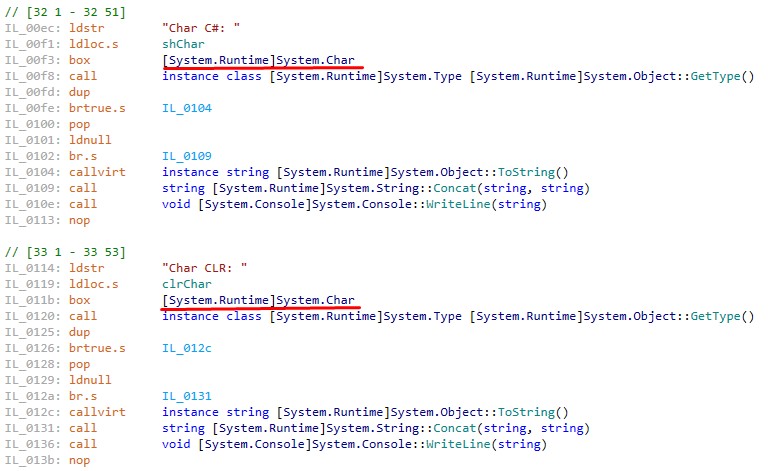 // [32 1 - 32 51]
IL_00ec: ldstr "Char C#: "
IL_00f1: ldloc.s shChar
IL_00f3: box [System.Runtime]System.Char
IL_00f8: call instance class [System.Runtime]System.Type [System.Runtime]System.Object::GetType()
IL_00fd: dup
IL_00fe: brtrue.s IL_0104
IL_0100: pop
IL_0101: ldnull
IL_0102: br.s IL_0109
IL_0104: callvirt instance string [System.Runtime]System.Object::ToString()
IL_0109: call string [System.Runtime]System.String::Concat(string, string)
IL_010e: call void [System.Console]System.Console::WriteLine(string)
IL_0113: nop
// [33 1 - 33 53]
IL_0114: ldstr "Char CLR: "
IL_0119: ldloc.s clrChar
IL_011b: box [System.Runtime]System.Char
IL_0120: call instance class [System.Runtime]System.Type [System.Runtime]System.Object::GetType()
IL_0125: dup
IL_0126: brtrue.s IL_012c
IL_0128: pop
IL_0129: ldnull
IL_012a: br.s IL_0131
IL_012c: callvirt instance string [System.Runtime]System.Object::ToString()
IL_0131: call string [System.Runtime]System.String::Concat(string, string)
IL_0136: call void [System.Console]System.Console::WriteLine(string)
IL_013b: nop